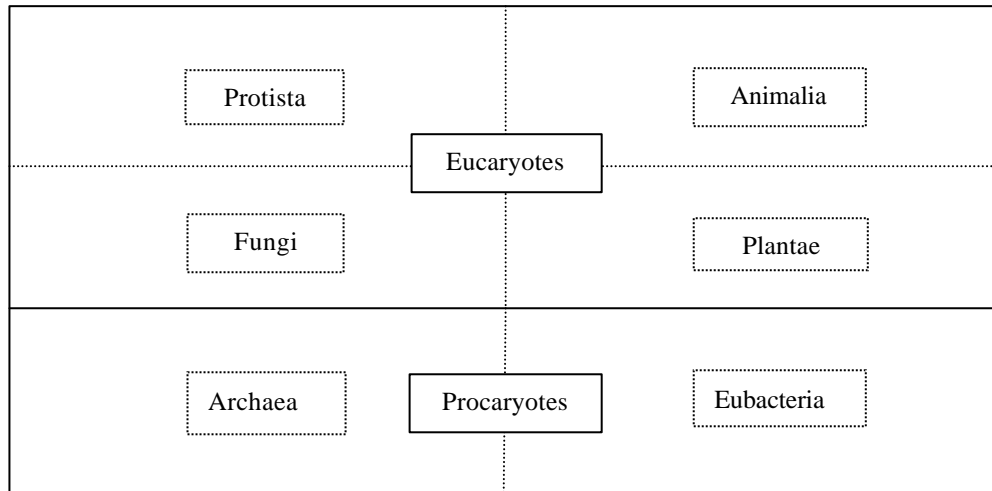 Protista
Animalia
Eucaryotes
Fungi
Plantae
Archaea
Procaryotes
Eubacteria